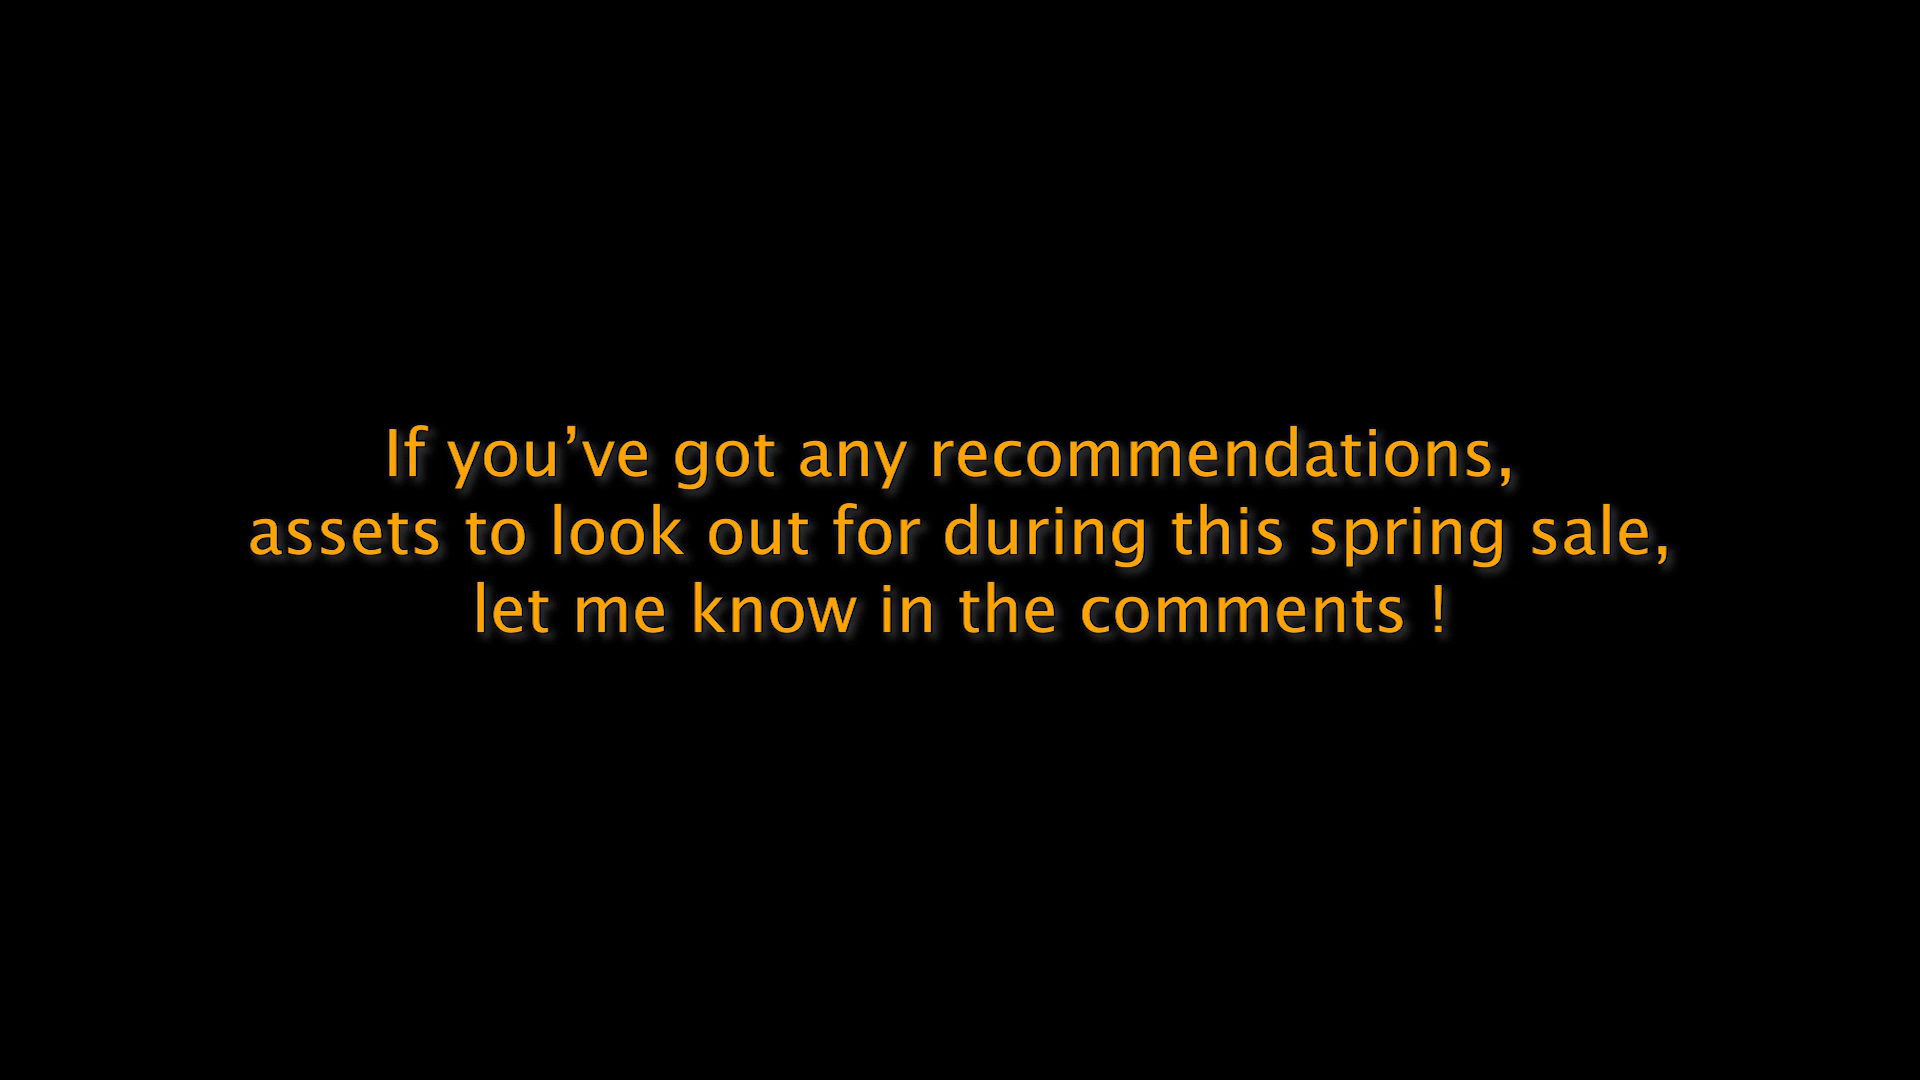 If you’ve got any recommendations,
assets to look out for during this spring sale,
let me know in the comments !